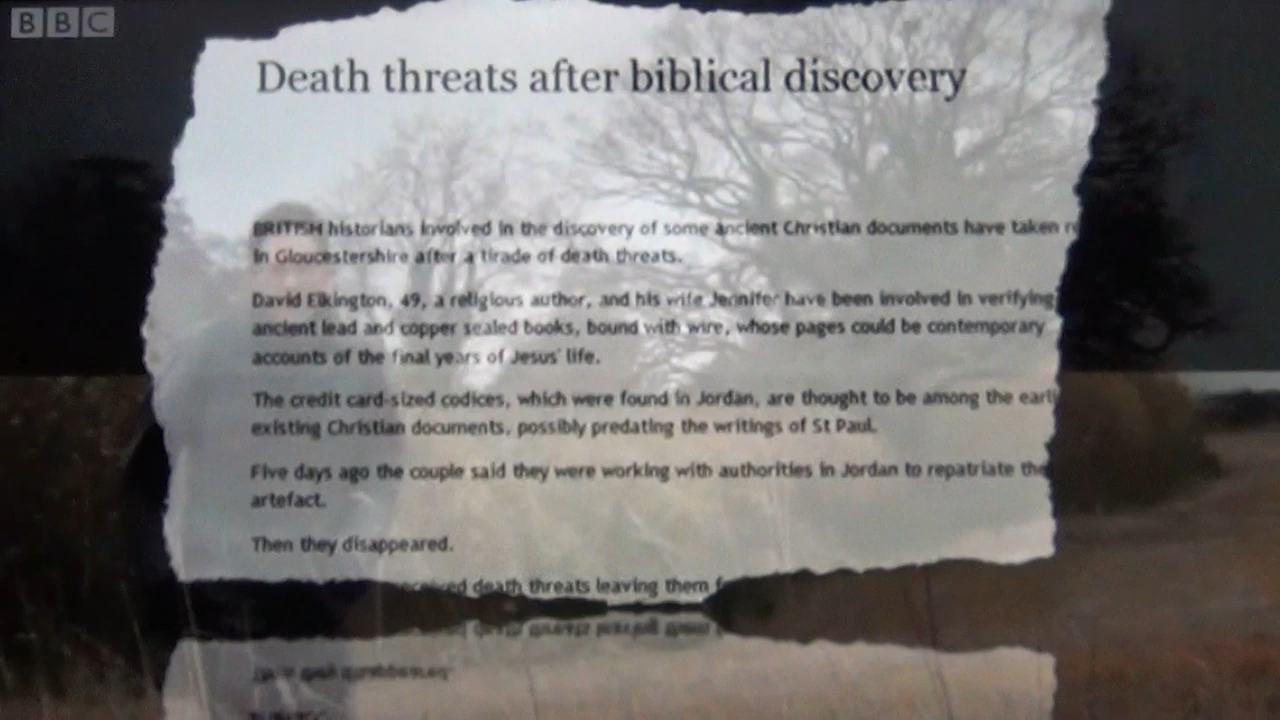 BBC
Death threats after biblical discovery
BRITISH historians involved in the discovery of some ancient Christian documents have taken
in Gloucestershire after a tirade of death threats.
David Elkington, 49, a religious author, and his wife Jennifer have been involved in verifying
ancient lead and copper sealed books, bound with wire, whose pages could be contemporary
accounts of the final years of Jesus' life.
The credit card-sized codices, which were found in Jordan, are thought to be among the
existing Christian documents, possibly predating the writings of St Paul.
Five days ago the couple said they were working with authorities in Jordan to repatriate the
artefact.
Then they disappeared.
death threats leaving them